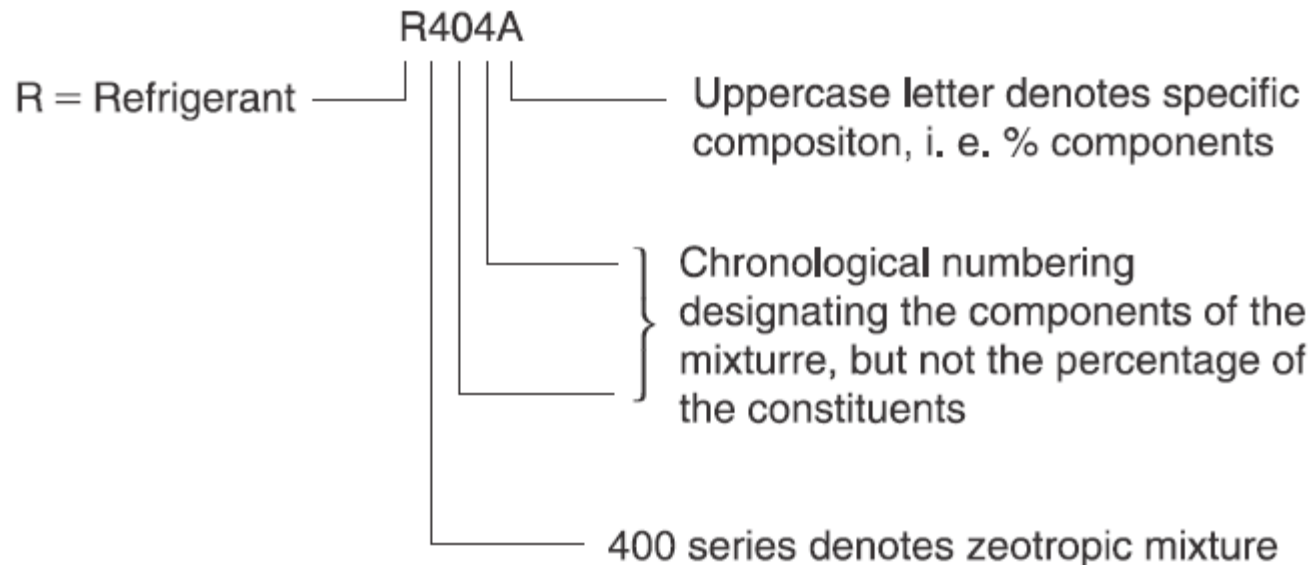 R404A
R = Refrigerant
Uppercase letter denotes specific
compositon, i. e. % components
Chronological numbering
designating the components of the
mixturre, but not the percentage of
the constituents
400 series denotes zeotropic mixture